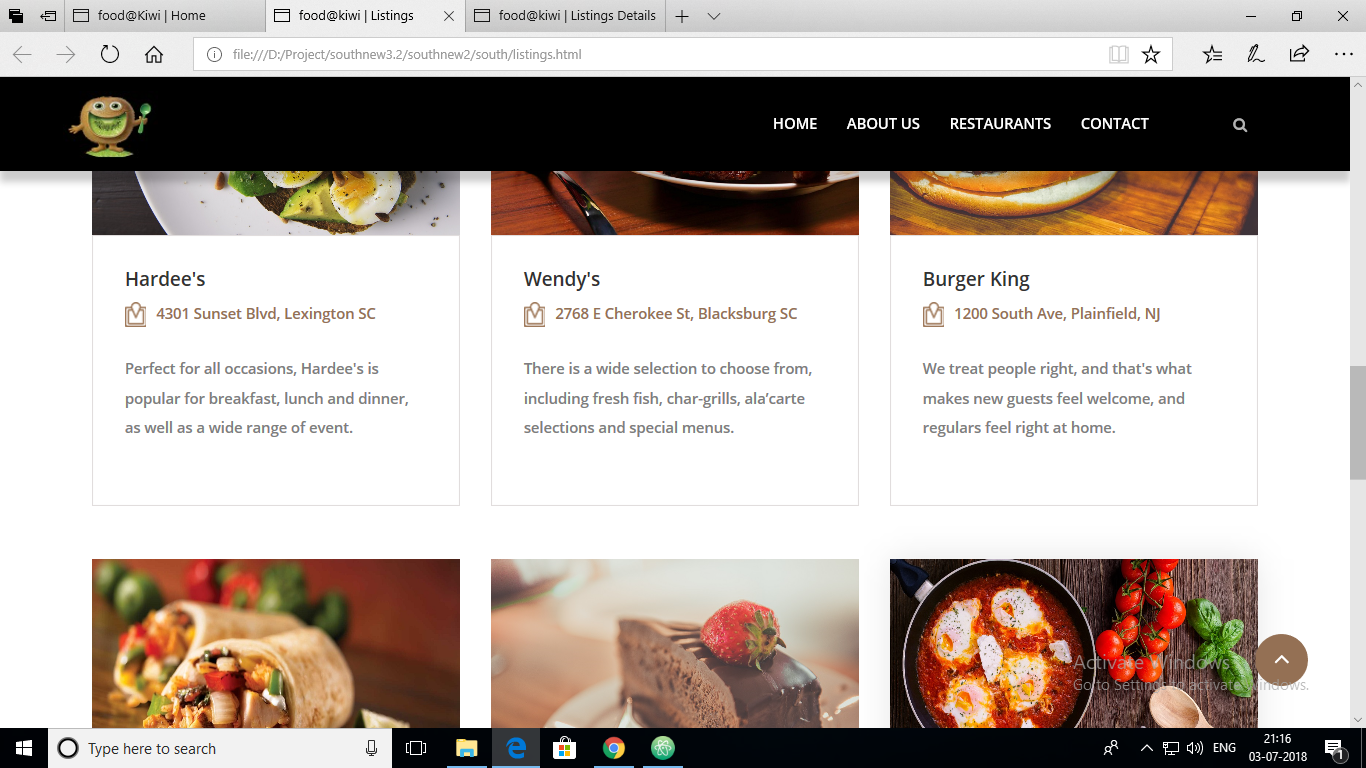 food@Kiwi | Home
food@kiwi | Listings
food@kiwi | Listings Details
file:///D:/Project/southnew3.2/southnew2/south/listings.html
HOME ABOUT US RESTAURANTS CONTACT
Hardee's
4301 Sunset Blvd, Lexington SC
Perfect for all occasions, Hardee's is
popular for breakfast, lunch and dinner,
as well as a wide range of event.
Wendy's
2768 E Cherokee St, Blacksburg SC
There is a wide selection to choose from,
including fresh fish, char-grills, ala’carte
selections and special menus.
Burger King
1200 South Ave, Plainfield, NJ
We treat people right, and that's what
makes new guests feel welcome, and
regulars feel right at home.
Activate Windows
Go to Settings to activate Windows.
Type here to search
ENG
21:16
03-07-2018
1